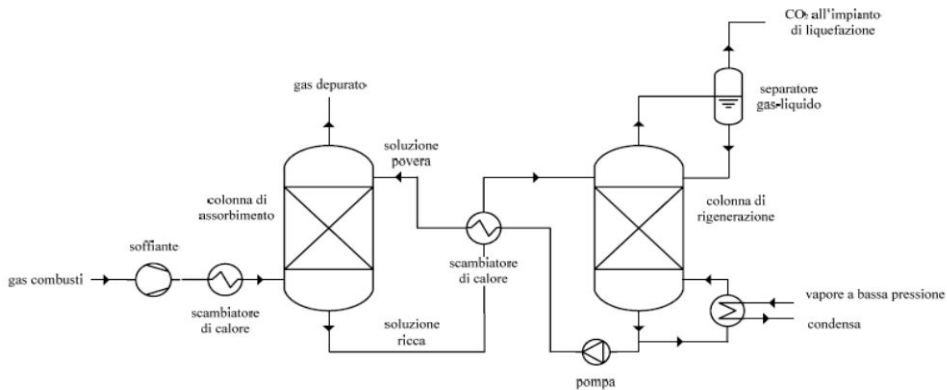 CO₂ all'impianto
di liquefazione
gas depurato
separatore
gas-liquido
soluzione
povera
colonna di
assorbimento
colonna di
rigenerazione
soffiante
gas combusti
scambiatore
di calore
scambiatore
di calore
vapore a bassa pressione
condensa
soluzione
ricca
pompa